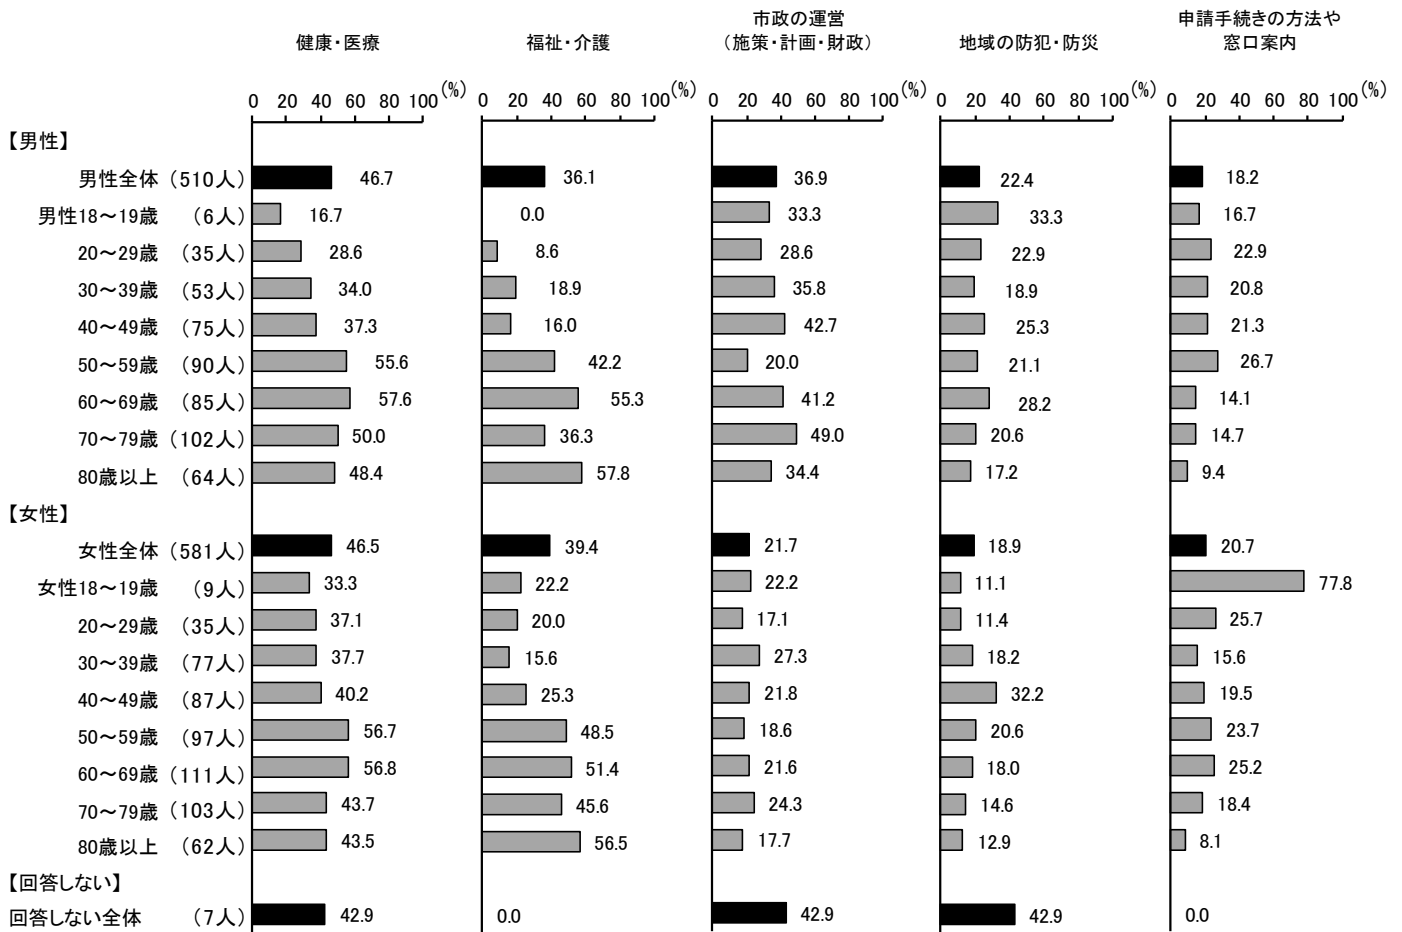 健康・医療
福祉・介護
市政の運営
（施策・計画・財政）
地域の防犯・防災
申請手続きの方法や
窓口案内
0 20 40 60 80 100 (%) 0 20 40 60 80 100 (%) 0 20 40 60 80 100 (%) 0 20 40 60 80 100 (%) 0 20 40 60 80 100 (%)
【男性】
男性全体（510人） 46.7 36.1 36.9 22.4 18.2
男性18～19歳 （6人） 16.7 0.0 33.3 33.3 16.7
20～29歳 （35人） 28.6 8.6 28.6 22.9 22.9
30～39歳 （53人） 34.0 18.9 35.8 18.9 20.8
40～49歳 （75人） 37.3 16.0 42.7 25.3 21.3
50～59歳 （90人） 55.6 42.2 20.0 21.1 26.7
60～69歳 （85人） 57.6 55.3 41.2 28.2 14.1
70～79歳（102人） 50.0 36.3 49.0 20.6 14.7
80歳以上 （64人） 48.4 57.8 34.4 17.2 9.4
【女性】
女性全体（581人） 46.5 39.4 21.7 18.9 20.7
女性18～19歳 （9人） 33.3 22.2 22.2 11.1 77.8
20～29歳 （35人） 37.1 20.0 17.1 11.4 25.7
30～39歳 （77人） 37.7 15.6 27.3 18.2 15.6
40～49歳 （87人） 40.2 25.3 21.8 32.2 19.5
50～59歳 （97人） 56.7 48.5 18.6 20.6 23.7
60～69歳（111人） 56.8 51.4 21.6 18.0 25.2
70～79歳（103人） 43.7 45.6 24.3 14.6 18.4
80歳以上 （62人） 43.5 56.5 17.7 12.9 8.1
【回答しない】
回答しない全体 （7人） 42.9 0.0 42.9 42.9 0.0